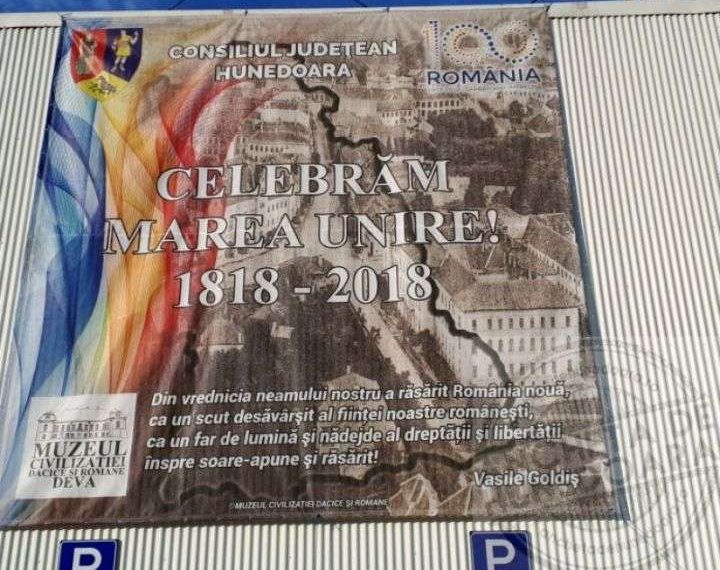 CONSILIUL JUDEȚEAN
HUNEDOARA
100
ROMÂNIA
CELEBRĂM
MAREA UNIRE!
1818 - 2018
Din vrednicia neamului nostru a răsărit România nouă,
ca un scut desăvârșit al ființei noastre românești,
ca un far de lumină și nădejde al dreptății și libertății
înspre soare-apune și răsărit!
Vasile Goldiș
MUZEUL
CIVILIZAȚIEI
DACICE ȘI ROMANE
DEVA
©MUZEUL CIVILIZAȚIEI DACICE ȘI ROMANE
P
P